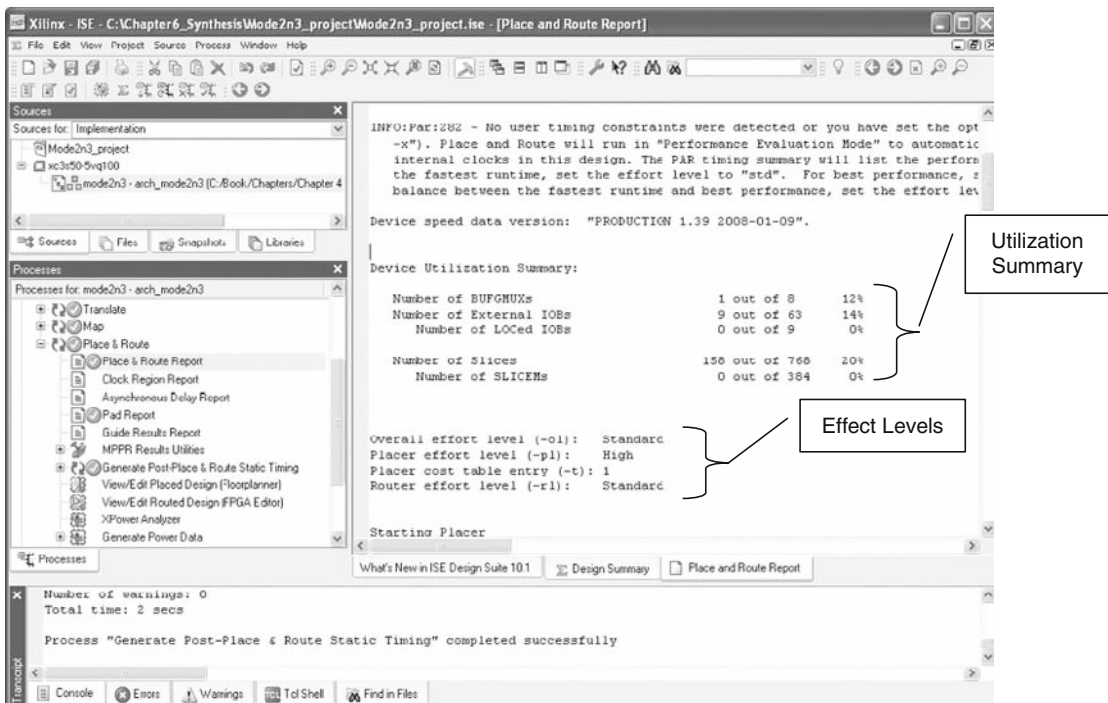 Xilinx - ISE - C:\Chapter6_Synthesis\Mode2n3_project\Mode2n3_project.ise - [Place and Route Report]
File Edit View Project Source Process Window Help
Sources
Sources for: Implementation
Mode2n3_project
xc3s50-5vq100
mode2n3 - arch_mode2n3 (C:/Book/Chapters/Chapter 4
Sources Files Snapshots Libraries
Processes
Processes for: mode2n3 - arch_mode2n3
Translate
Map
Place & Route
Place & Route Report
Clock Region Report
Asynchronous Delay Report
Pad Report
Guide Results Report
MPPR Results Utilities
Generate Post-Place & Route Static Timing
View/Edit Placed Design (Floorplanner)
View/Edit Routed Design (FPGA Editor)
XPower Analyzer
Generate Power Data
Processes
INFO:Par:282 - No user timing constraints were detected or you have set the opt
-x"). Place and Route will run in "Performance Evaluation Mode" to automatic
internal clocks in this design. The PAR timing summary will list the perform
the fastest runtime, set the effort level to "std". For best performance, s
balance between the fastest runtime and best performance, set the effort lev
Device speed data version: "PRODUCTION 1.39 2008-01-09".
Device Utilization Summary:
Number of BUFGMUXs 1 out of 8 12%
Number of External IOBs 9 out of 63 14%
Number of LOCed IOBs 0 out of 9 0%
Number of Slices 158 out of 768 20%
Number of SLICEMs 0 out of 384 0%
Overall effort level (-ol): Standard
Placer effort level (-pl): High
Placer cost table entry (-t): 1
Router effort level (-rl): Standard
Starting Placer
What's New in ISE Design Suite 10.1 Design Summary Place and Route Report
Utilization
Summary
Effect Levels
Number of warnings: 0
Total time: 2 secs
Process "Generate Post-Place & Route Static Timing" completed successfully
Transcript
Console Errors Warnings Tcl Shell Find in Files